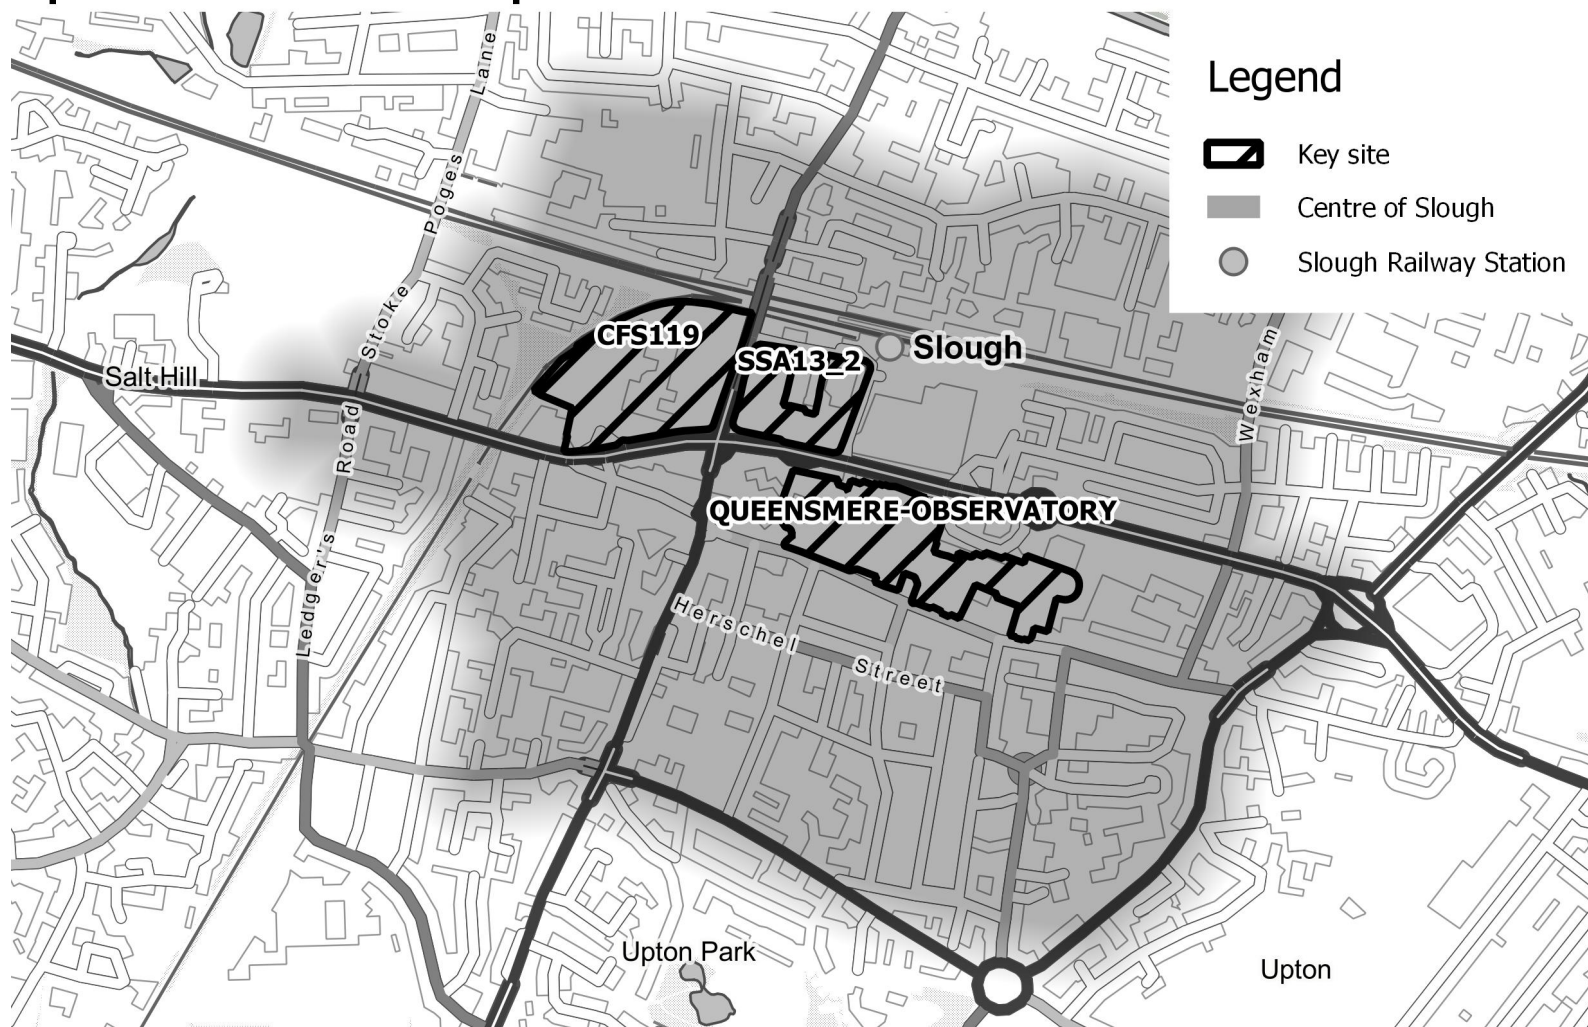 Legend
Key site
Centre of Slough
Slough Railway Station
Stoke Poges Lane
CFS119
SSA13_2
Slough
Salt Hill
Wexham
Ledger's Road
QUEENSMERE-OBSERVATORY
Herschel Street
Upton Park
Upton